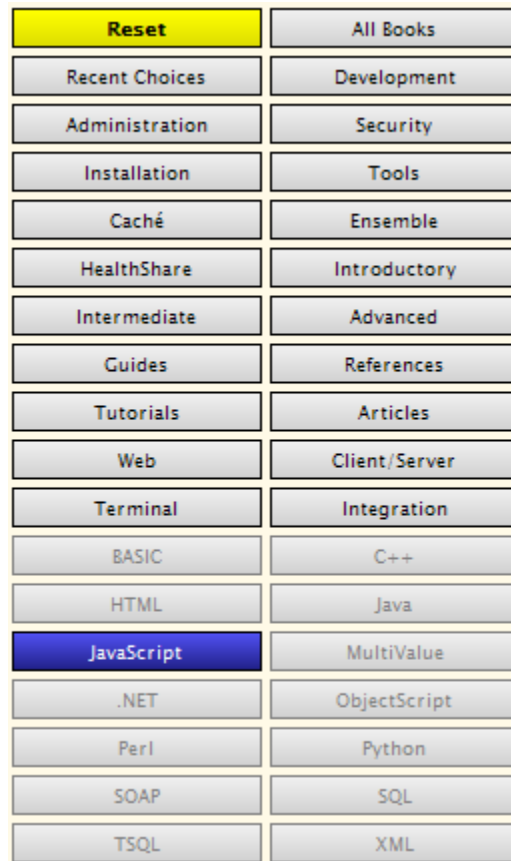 Reset All Books
Recent Choices Development
Administration Security
Installation Tools
Caché Ensemble
HealthShare Introductory
Intermediate Advanced
Guides References
Tutorials Articles
Web Client/Server
Terminal Integration
BASIC C++
HTML Java
JavaScript MultiValue
.NET ObjectScript
Perl Python
SOAP SQL
TSQL XML